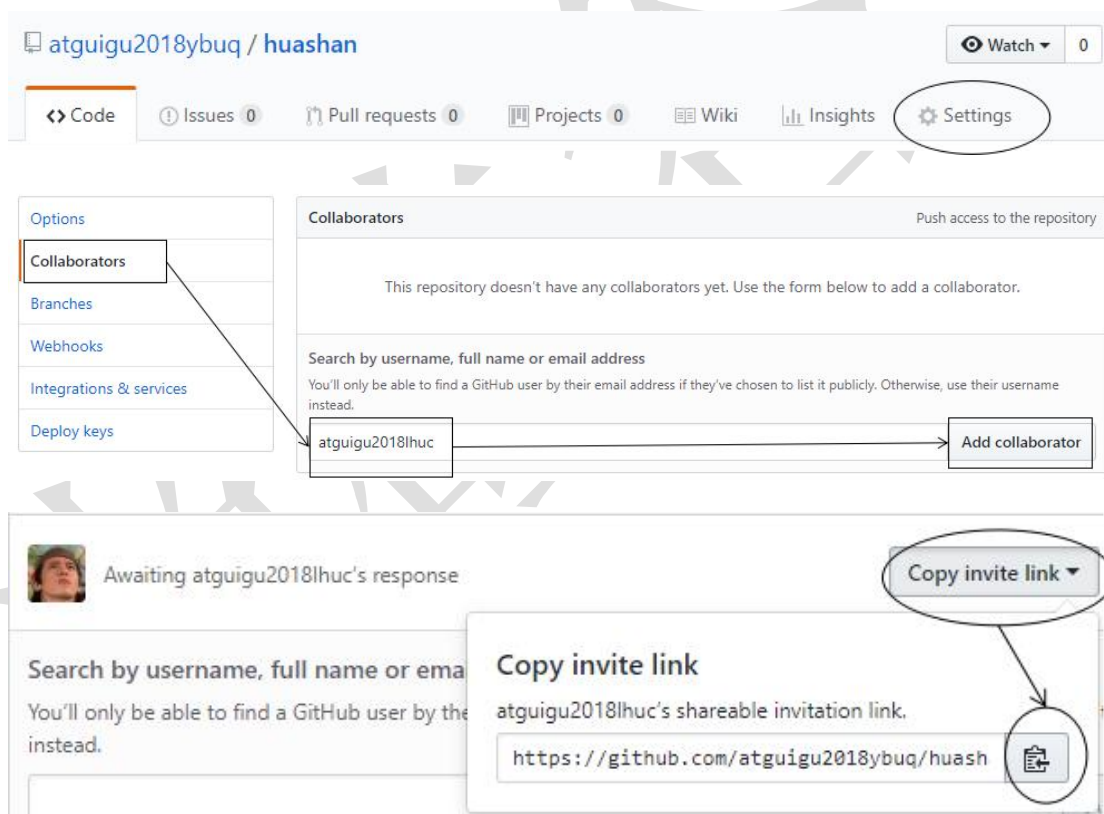 atguigu2018ybuq / huashan
Watch 0
Code Issues 0 Pull requests 0 Projects 0 Wiki Insights Settings
Options
Collaborators
Branches
Webhooks
Integrations & services
Deploy keys
Collaborators Push access to the repository
This repository doesn't have any collaborators yet. Use the form below to add a collaborator.
Search by username, full name or email address
You'll only be able to find a GitHub user by their email address if they've chosen to list it publicly. Otherwise, use their username
instead.
atguigu2018lhuc Add collaborator
Awaiting atguigu2018lhuc's response Copy invite link
Search by username, full name or ema
You'll only be able to find a GitHub user by the
instead.
Copy invite link
atguigu2018lhuc's shareable invitation link.
https://github.com/atguigu2018ybuq/huash